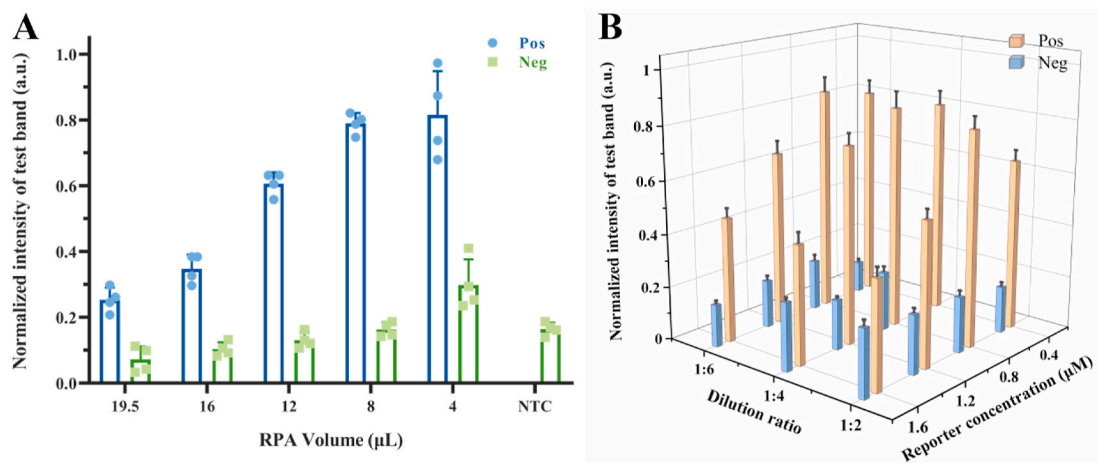 A
Normalized intensity of test band (a.u.)
1.0
0.8
0.6
0.4
0.2
0.0
Pos
Neg
19.5 16 12 8 4 NTC
RPA Volume (μL)
B
Normalized intensity of test band (a.u.)
1
0.8
0.6
0.4
0.2
0
Pos
Neg
1:6
1:4
1:2
Dilution ratio
0.4
0.8
1.2
1.6
Reporter concentration (μM)